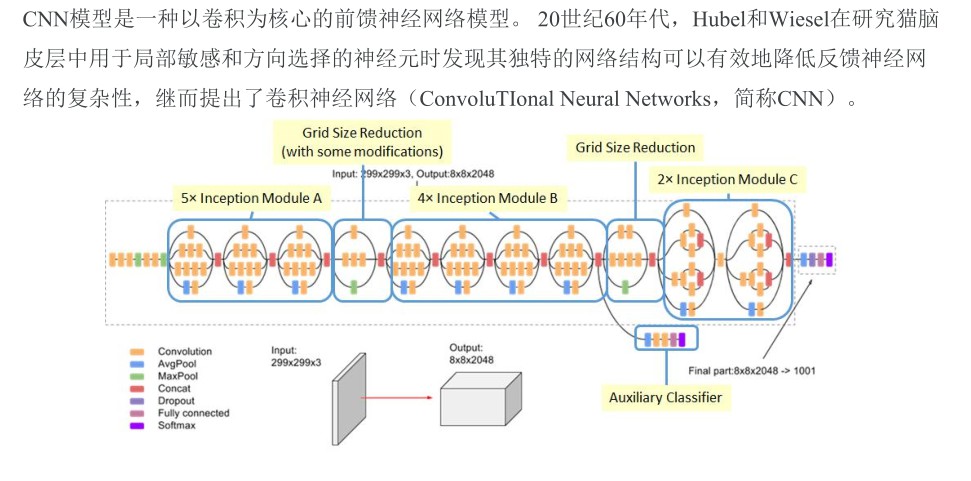 CNN模型是一种以卷积为核心的前馈神经网络模型。 20世纪60年代，Hubel和Wiesel在研究猫脑
皮层中用于局部敏感和方向选择的神经元时发现其独特的网络结构可以有效地降低反馈神经网
络的复杂性，继而提出了卷积神经网络（ConvoluTIonal Neural Networks，简称CNN）。
Grid Size Reduction
(with some modifications)
Grid Size Reduction
Input: 299x299x3, Output:8x8x2048
2× Inception Module C
5× Inception Module A
4× Inception Module B
Convolution
AvgPool
MaxPool
Concat
Dropout
Fully connected
Softmax
Input:
299x299x3
Output:
8x8x2048
Final part:8x8x2048 -> 1001
Auxiliary Classifier